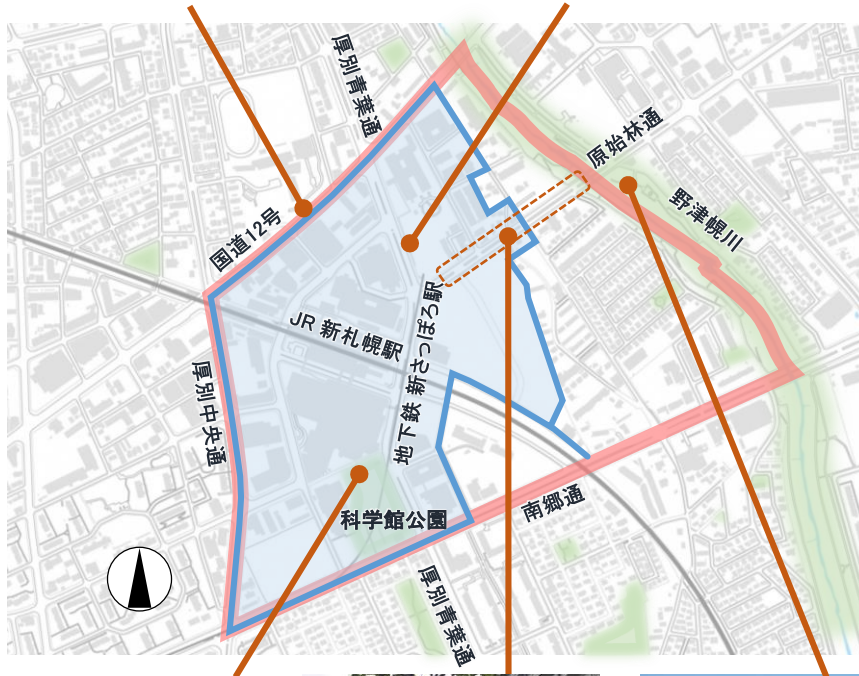 厚別青葉通
原始林通
野津幌川
国道12号
JR 新札幌駅
地下鉄 新さっぽろ駅
厚別中央通
科学館公園
南郷通
厚別青葉通